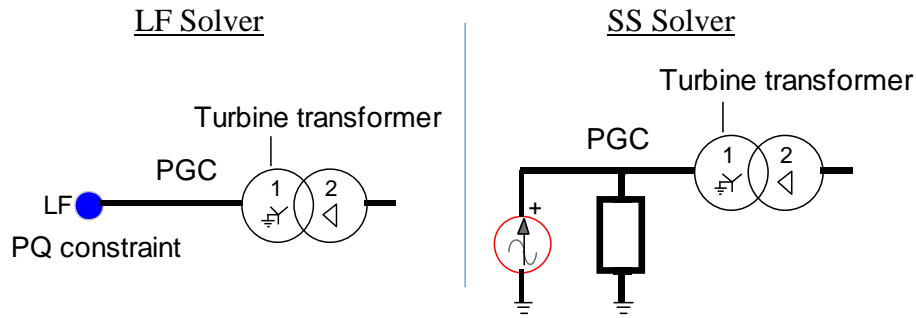 LF Solver
Turbine transformer
PGC
1
2
LF
PQ constraint
SS Solver
Turbine transformer
PGC
1
2
+